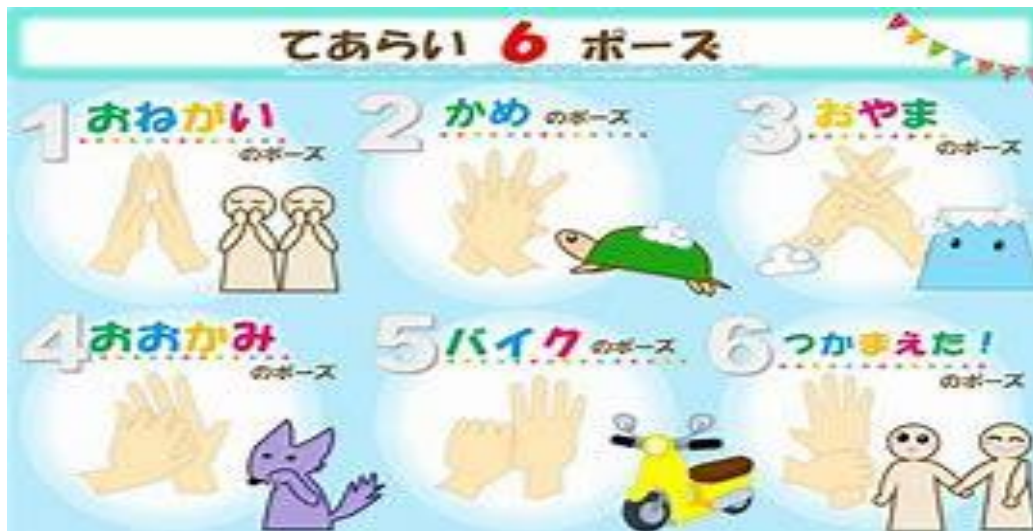 てあらい 6 ポーズ
1 おねがい
のポーズ
2 かめ のポーズ
3 おやま
のポーズ
4 おおかみ
のポーズ
5 バイク のポーズ
6 つかまえた!
のポーズ